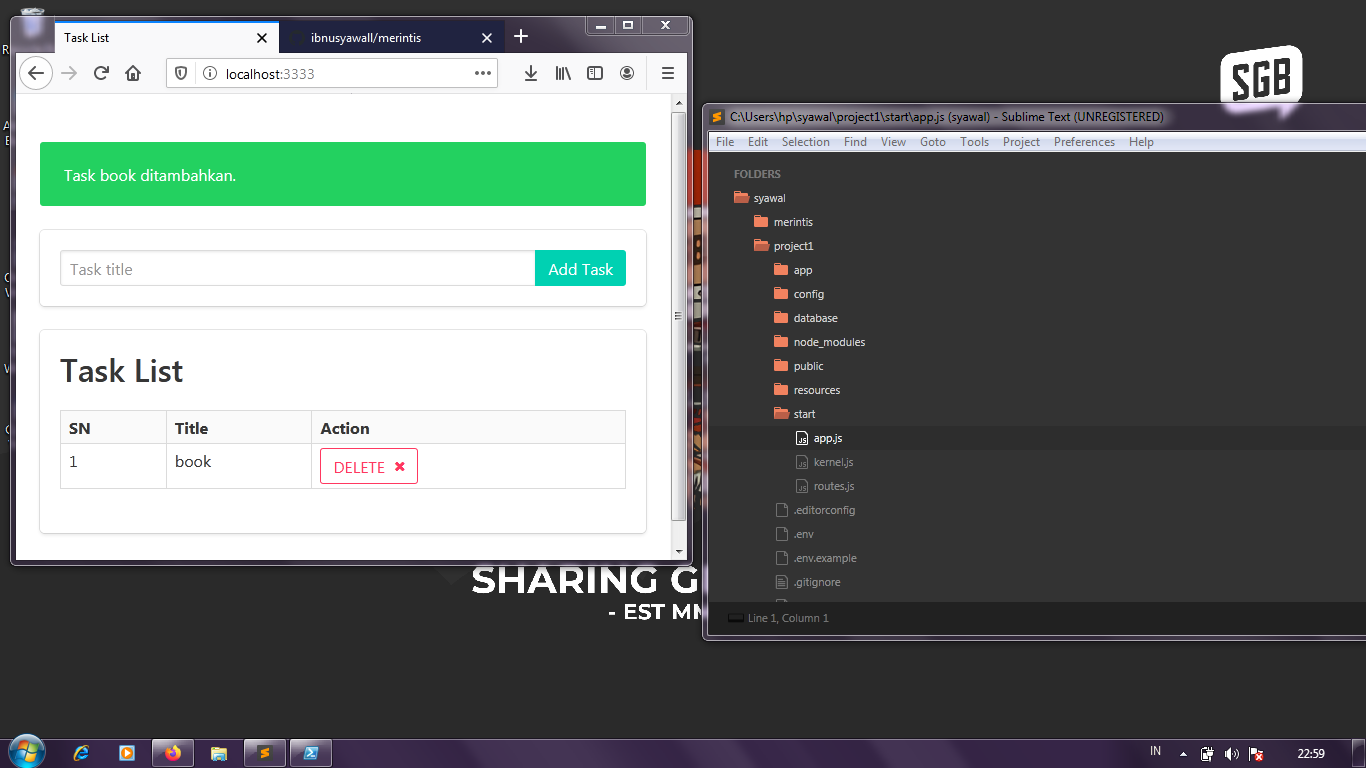 Task List
ibnusyawall/merintis
localhost:3333
Task book ditambahkan.
Task title
Add Task
Task List
SN Title Action
1 book DELETE
SGB
C:\Users\hp\syawal\project1\start\app.js (syawal) - Sublime Text (UNREGISTERED)
File Edit Selection Find View Goto Tools Project Preferences Help
FOLDERS
syawal
merintis
project1
app
config
database
node_modules
public
resources
start
app.js
kernel.js
routes.js
.editorconfig
.env
.env.example
.gitignore
Line 1, Column 1
SHARING G
- EST MM
IN
22:59